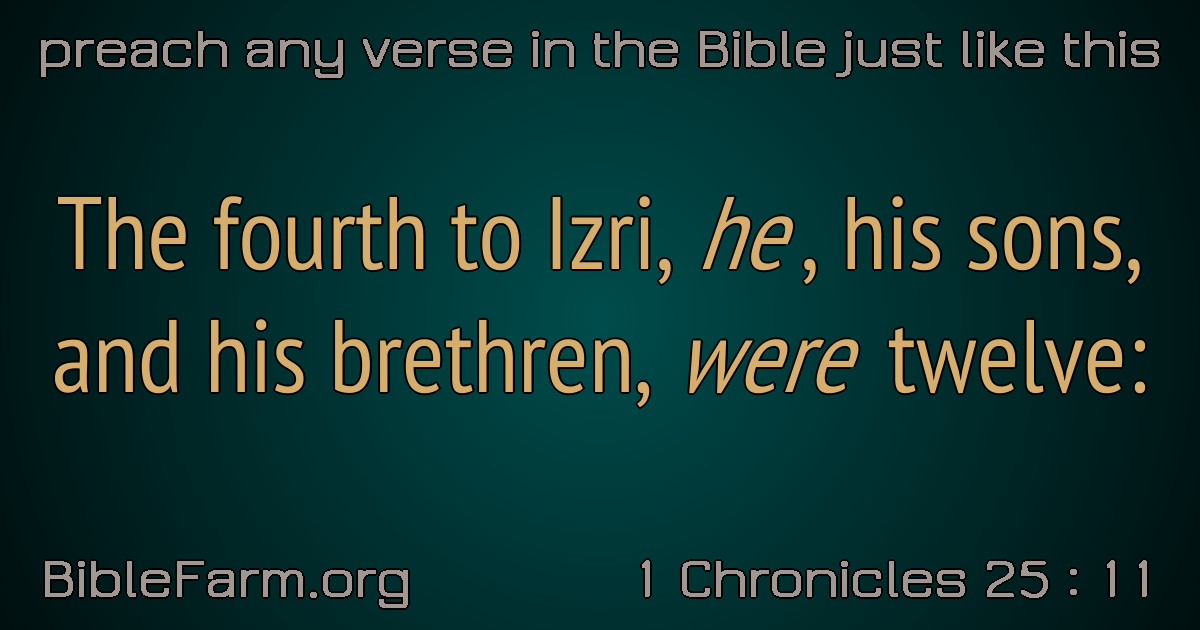 preach any verse in the Bible just like this
The fourth to Izri, he, his sons,
and his brethren, were twelve:
BibleFarm.org
1 Chronicles 25 : 11